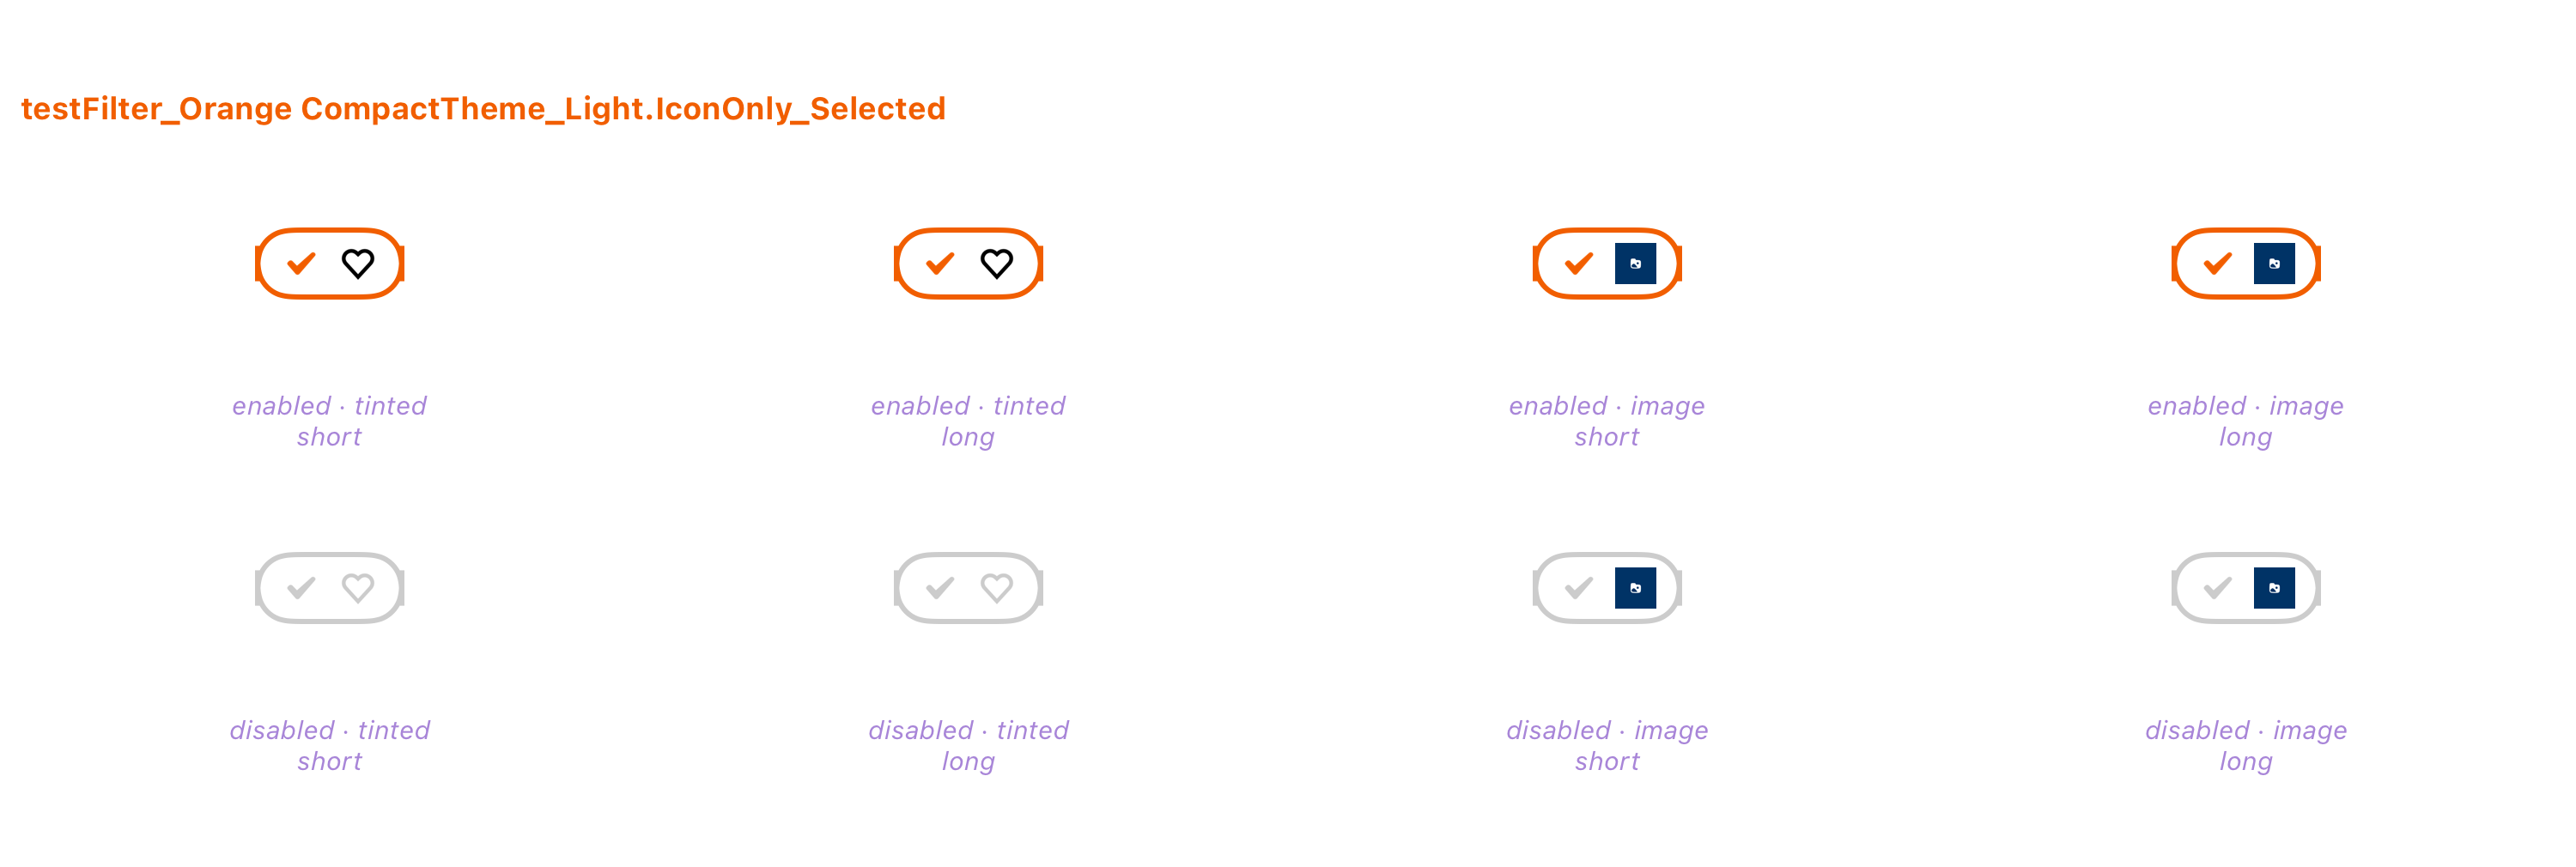 testFilter_Orange CompactTheme_Light.IconOnly_Selected
enabled · tinted
short
enabled · tinted
long
enabled · image
short
enabled · image
long
disabled · tinted
short
disabled · tinted
long
disabled · image
short
disabled · image
long